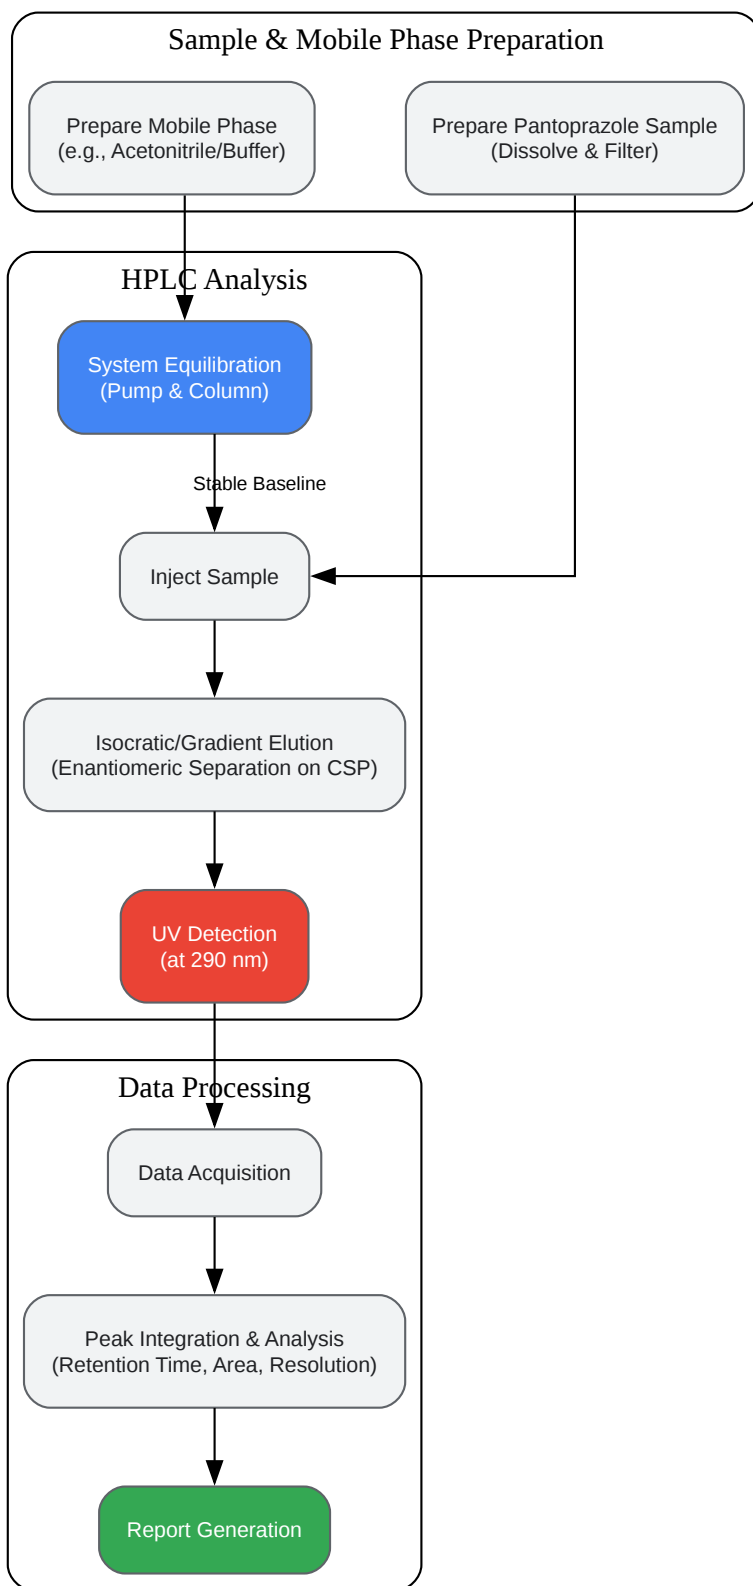 Sample & Mobile Phase Preparation
Prepare Mobile Phase
(e.g., Acetonitrile/Buffer)
Prepare Pantoprazole Sample
(Dissolve & Filter)
HPLC Analysis
System Equilibration
(Pump & Column)
Stable Baseline
Inject Sample
Isocratic/Gradient Elution
(Enantiomeric Separation on CSP)
UV Detection
(at 290 nm)
Data Processing
Data Acquisition
Peak Integration & Analysis
(Retention Time, Area, Resolution)
Report Generation